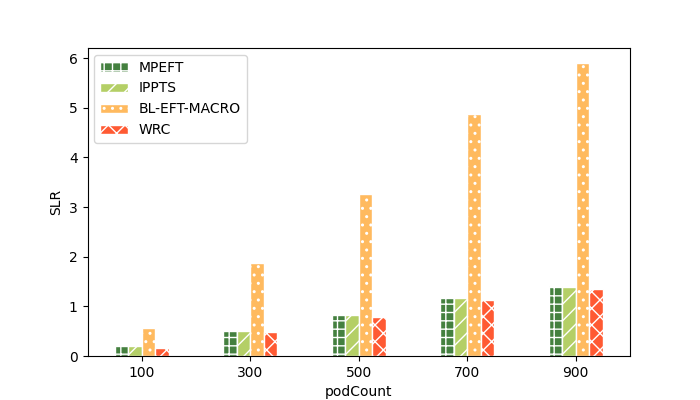 MPEFT
IPPTS
BL-EFT-MACRO
WRC
SLR
6
5
4
3
2
1
0
100 300 500 700 900
podCount